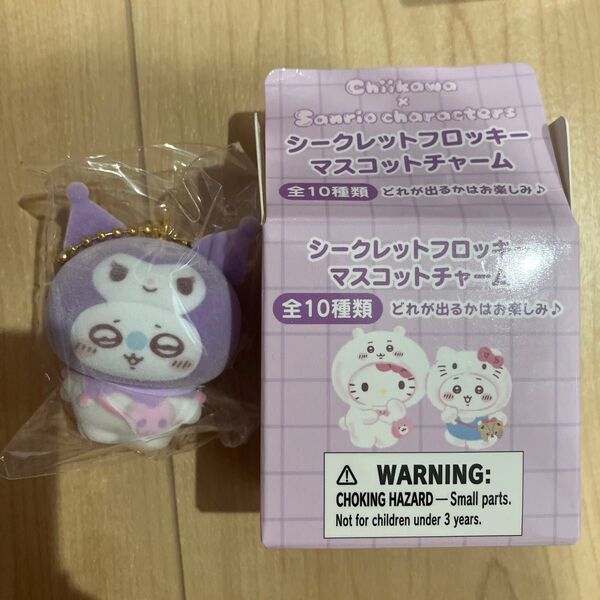 Chiikawa
×
Sanrio characters
シークレットフロッキー
マスコットチャーム
全10種類 どれが出るかはお楽しみ♪
シークレットフロッキー
マスコットチャーム
全10種類 どれが出るかはお楽しみ♪
WARNING:
CHOKING HAZARD — Small parts.
Not for children under 3 years.